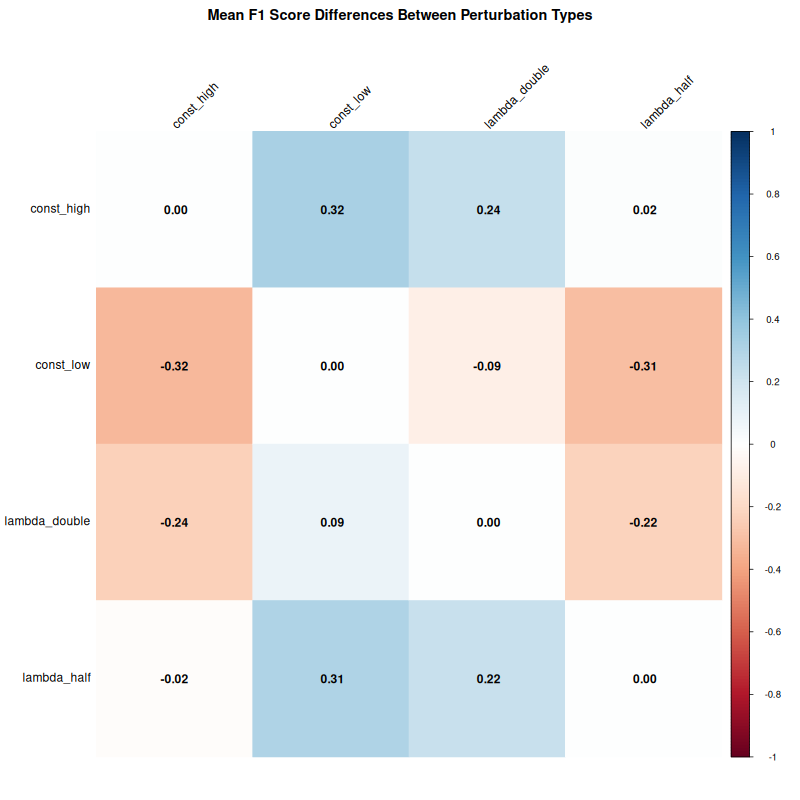 Mean F1 Score Differences Between Perturbation Types
const_high const_low lambda_double lambda_half
const_high 0.00 0.32 0.24 0.02
const_low -0.32 0.00 -0.09 -0.31
lambda_double -0.24 0.09 0.00 -0.22
lambda_half -0.02 0.31 0.22 0.00
1
0.8
0.6
0.4
0.2
0
-0.2
-0.4
-0.6
-0.8
-1